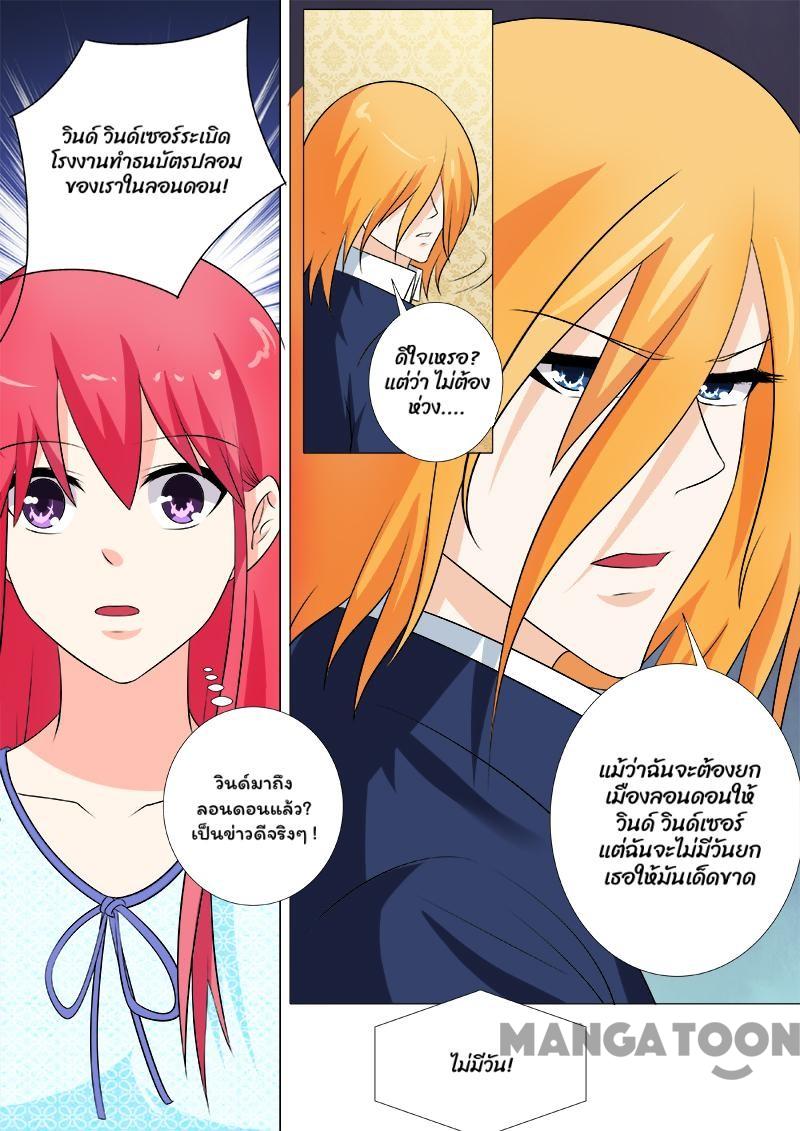 วินด์ วินด์เซอร์ระเบิด
โรงงานทำธนบัตรปลอม
ของเราในลอนดอน!
วินด์มาถึง
ลอนดอนแล้ว?
เป็นข่าวดีจริงๆ !
ดีใจเหรอ?
แต่ว่า ไม่ต้อง
ห่วง....
แม้ว่าฉันจะต้องยก
เมืองลอนดอนให้
วินด์ วินด์เซอร์
แต่ฉันจะไม่มีวันยก
เธอให้มันเด็ดขาด
ไม่มีวัน!
MANGATOON